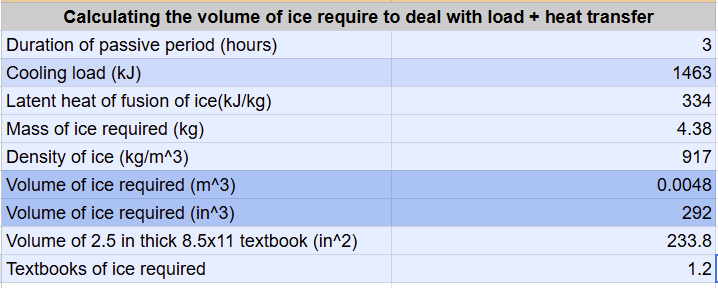 Calculating the volume of ice require to deal with load + heat transfer
Duration of passive period (hours) 3
Cooling load (kJ) 1463
Latent heat of fusion of ice(kJ/kg) 334
Mass of ice required (kg) 4.38
Density of ice (kg/m^3) 917
Volume of ice required (m^3) 0.0048
Volume of ice required (in^3) 292
Volume of 2.5 in thick 8.5x11 textbook (in^2) 233.8
Textbooks of ice required 1.2